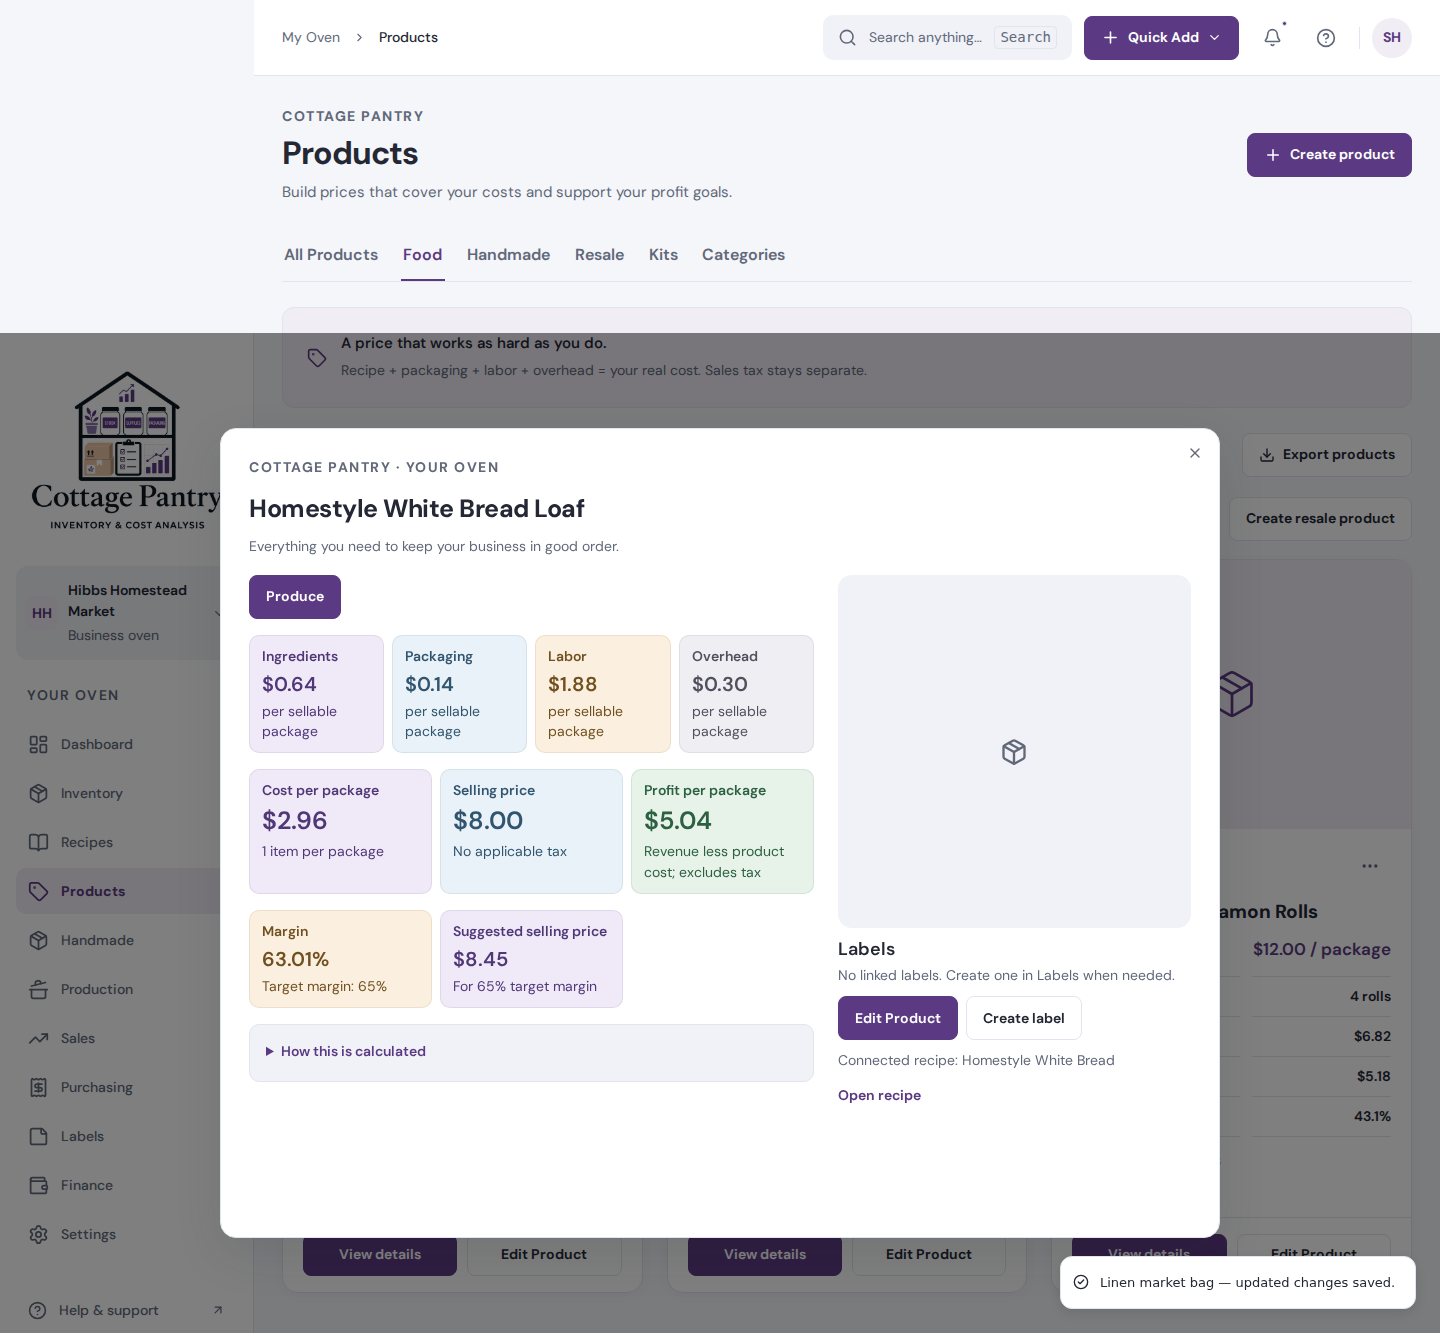 My Oven > Products
Search anything... Search
Quick Add
SH
COTTAGE PANTRY
Products
Create product
Build prices that cover your costs and support your profit goals.
All Products Food Handmade Resale Kits Categories
A price that works as hard as you do.
Recipe + packaging + labor + overhead = your real cost. Sales tax stays separate.
Cottage Pantry
INVENTORY & COST ANALYSIS
HH
Hibbs Homestead
Market
Business oven
YOUR OVEN
Dashboard
Inventory
Recipes
Products
Handmade
Production
Sales
Purchasing
Labels
Finance
Settings
Help & support
Export products
Create resale product
COTTAGE PANTRY · YOUR OVEN
Homestyle White Bread Loaf
Everything you need to keep your business in good order.
Produce
Ingredients
$0.64
per sellable
package
Packaging
$0.14
per sellable
package
Labor
$1.88
per sellable
package
Overhead
$0.30
per sellable
package
Cost per package
$2.96
1 item per package
Selling price
$8.00
No applicable tax
Profit per package
$5.04
Revenue less product
cost; excludes tax
Margin
63.01%
Target margin: 65%
Suggested selling price
$8.45
For 65% target margin
How this is calculated
Labels
No linked labels. Create one in Labels when needed.
Edit Product
Create label
Connected recipe: Homestyle White Bread
Open recipe
Rolls
$12.00 / package
4 rolls
$6.82
$5.18
43.1%
View details Edit Product
View details Edit Product
View details Edit Product
Linen market bag — updated changes saved.